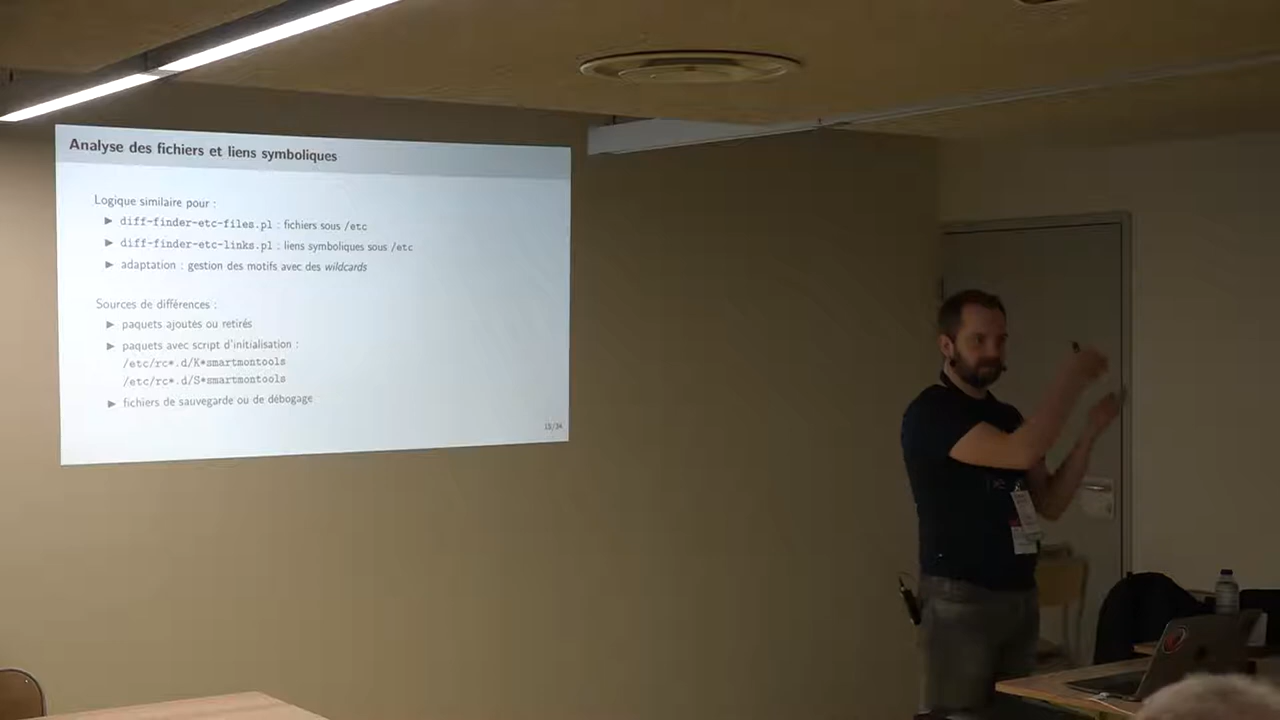 Analyse des fichiers et liens symboliques
Logique similaire pour :
▶ diff-finder-etc-files.pl : fichiers sous /etc
▶ diff-finder-etc-links.pl : liens symboliques sous /etc
▶ adaptation : gestion des motifs avec des wildcards
Sources de différences :
▶ paquets ajoutés ou retirés
▶ paquets avec script d'initialisation :
/etc/rc*.d/K*smartmontools
/etc/rc*.d/S*smartmontools
▶ fichiers de sauvegarde ou de débogage